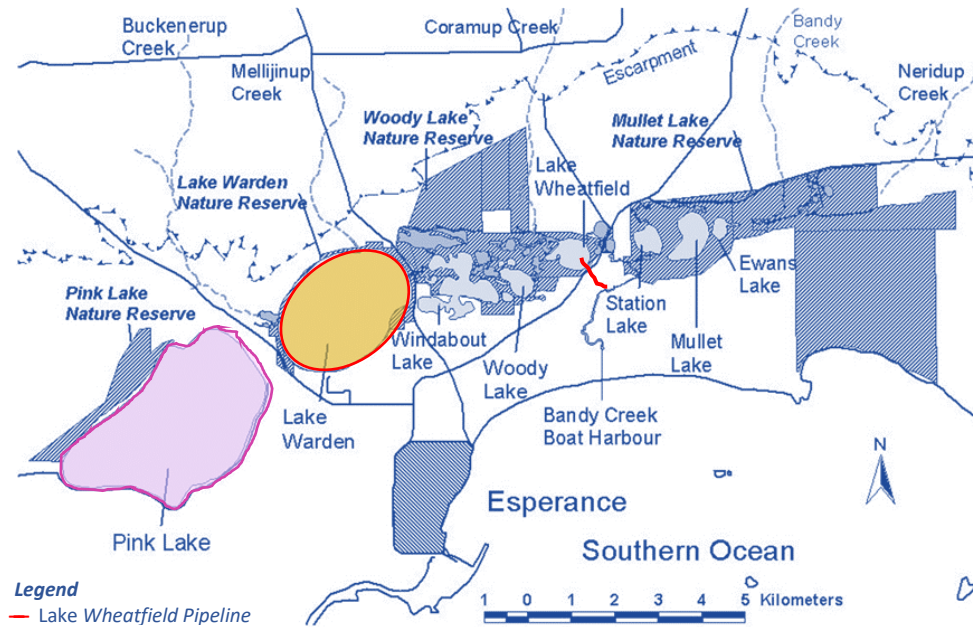 Buckenerup
Creek
Coramup Creek
Bandy
Creek
Mellijinup
Creek
Escarpment
Neridup
Creek
Woody Lake
Nature Reserve
Mullet Lake
Nature Reserve
Lake
Wheatfield
Lake Warden
Nature Reserve
Pink Lake
Nature Reserve
Ewans
Lake
Station
Lake
Windabout
Lake
Mullet
Lake
Woody
Lake
Lake
Warden
Bandy Creek
Boat Harbour
N
Pink Lake
Esperance
Southern Ocean
Legend
Lake Wheatfield Pipeline
1 0 1 2 3 4 5 Kilometers